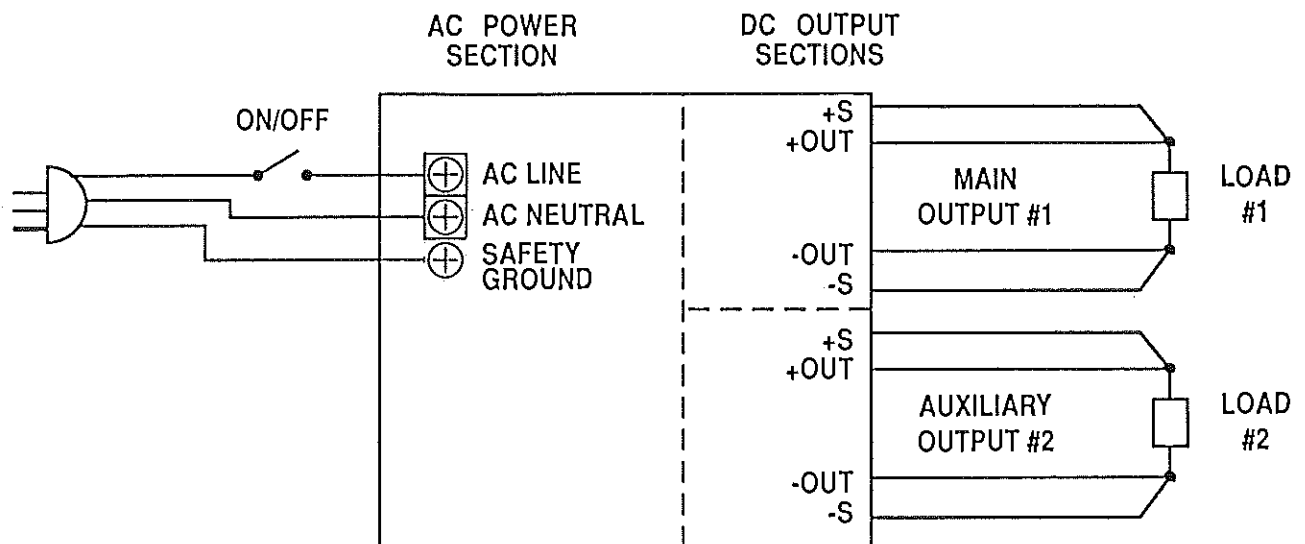 AC POWER
SECTION
DC OUTPUT
SECTIONS
ON/OFF
AC LINE
AC NEUTRAL
SAFETY
GROUND
+S
+OUT
MAIN
OUTPUT #1
-OUT
-S
LOAD
#1
+S
+OUT
AUXILIARY
OUTPUT #2
-OUT
-S
LOAD
#2